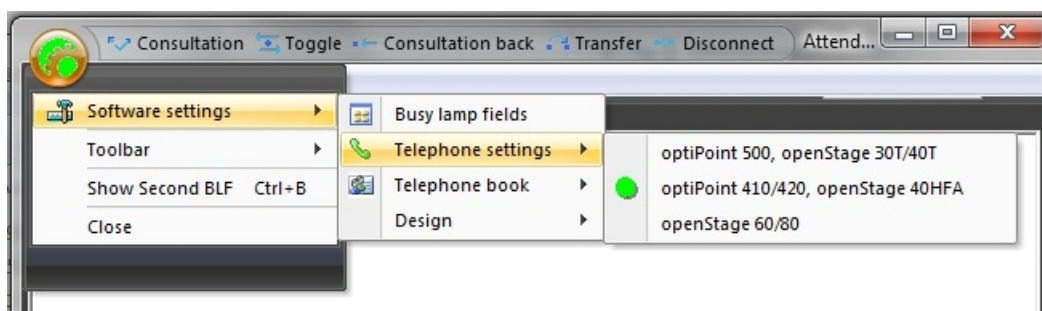 Consultation Toggle Consultation back Transfer Disconnect Attend...
Software settings
Toolbar
Show Second BLF Ctrl+B
Close
Busy lamp fields
Telephone settings
Telephone book
Design
optiPoint 500, openStage 30T/40T
optiPoint 410/420, openStage 40HFA
openStage 60/80